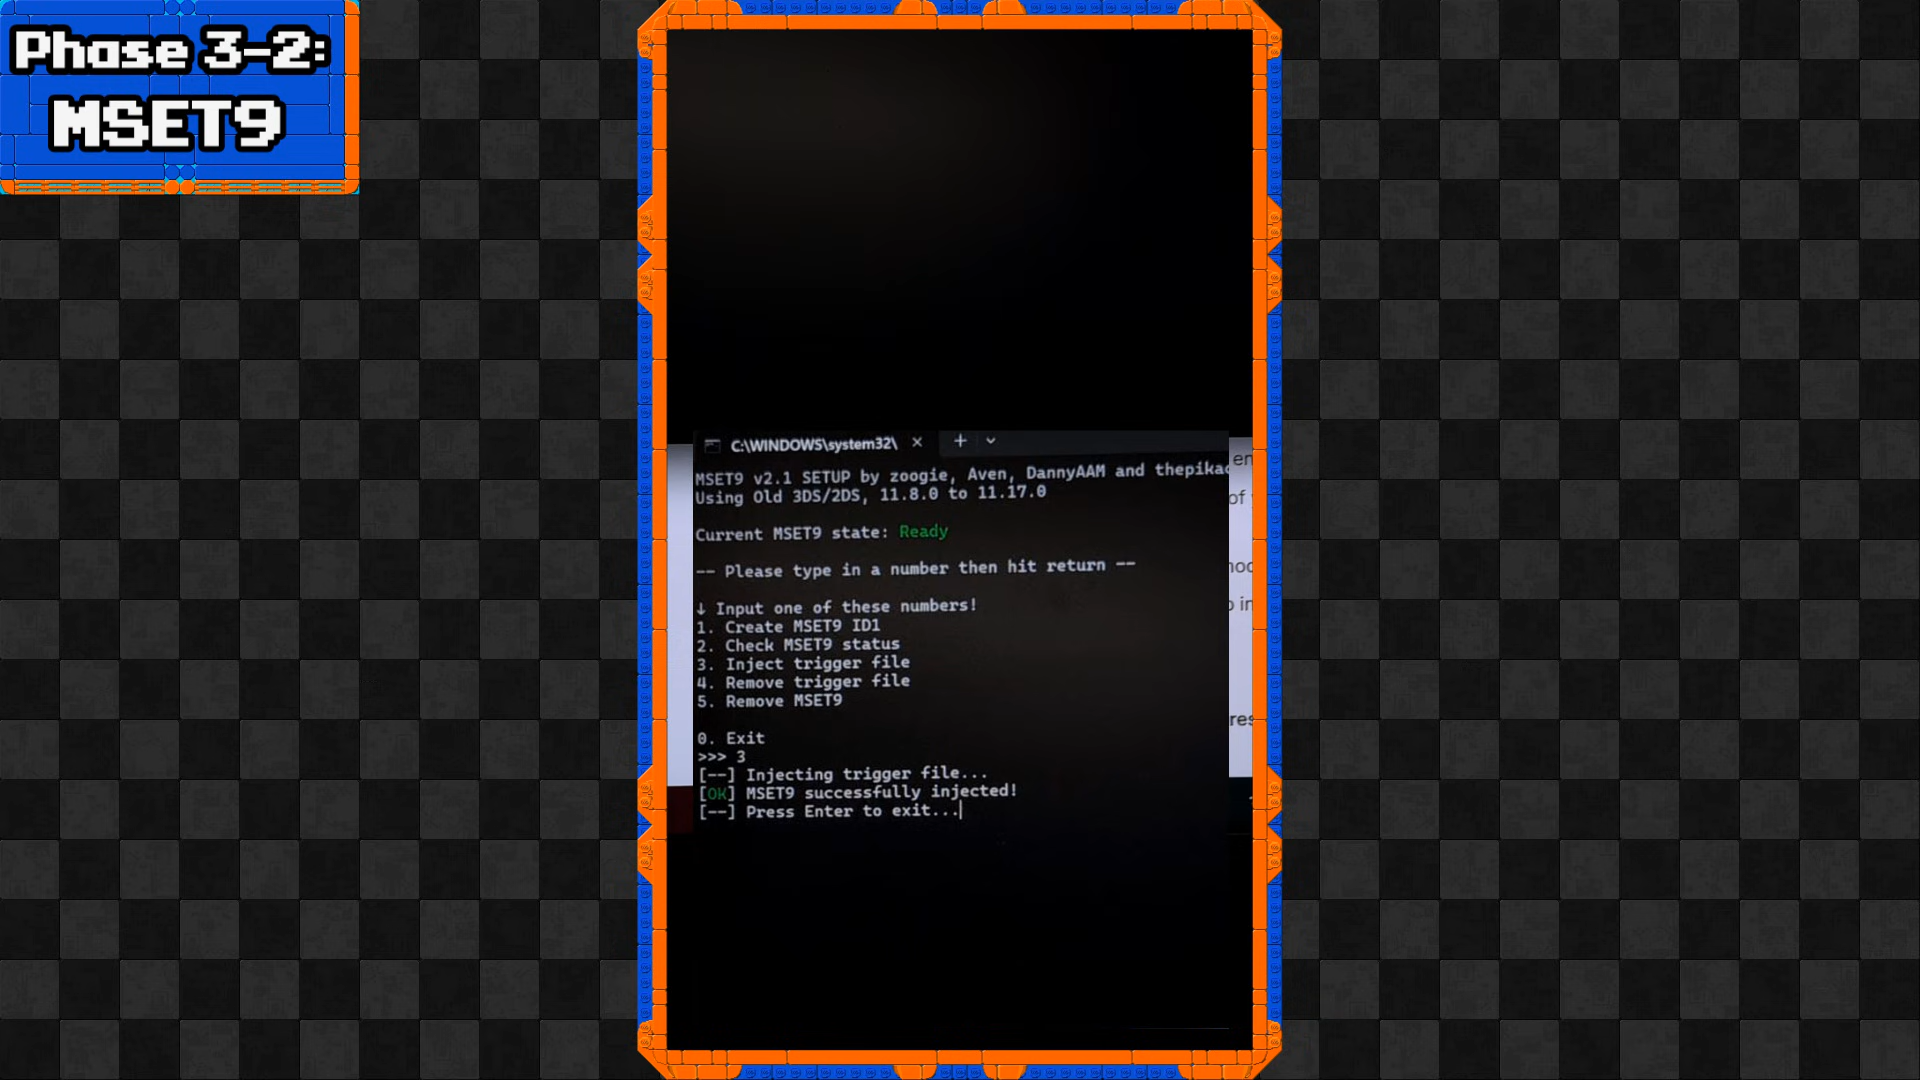 Phase 3-2:
MSET9
C:\WINDOWS\system32\
MSET9 v2.1 SETUP by zoogie, Aven, DannyAAM and thepikac
Using Old 3DS/2DS, 11.8.0 to 11.17.0
Current MSET9 state: Ready
-- Please type in a number then hit return --
↓ Input one of these numbers!
1. Create MSET9 ID1
2. Check MSET9 status
3. Inject trigger file
4. Remove trigger file
5. Remove MSET9
0. Exit
>>> 3
[--] Injecting trigger file...
[OK] MSET9 successfully injected!
[--] Press Enter to exit...